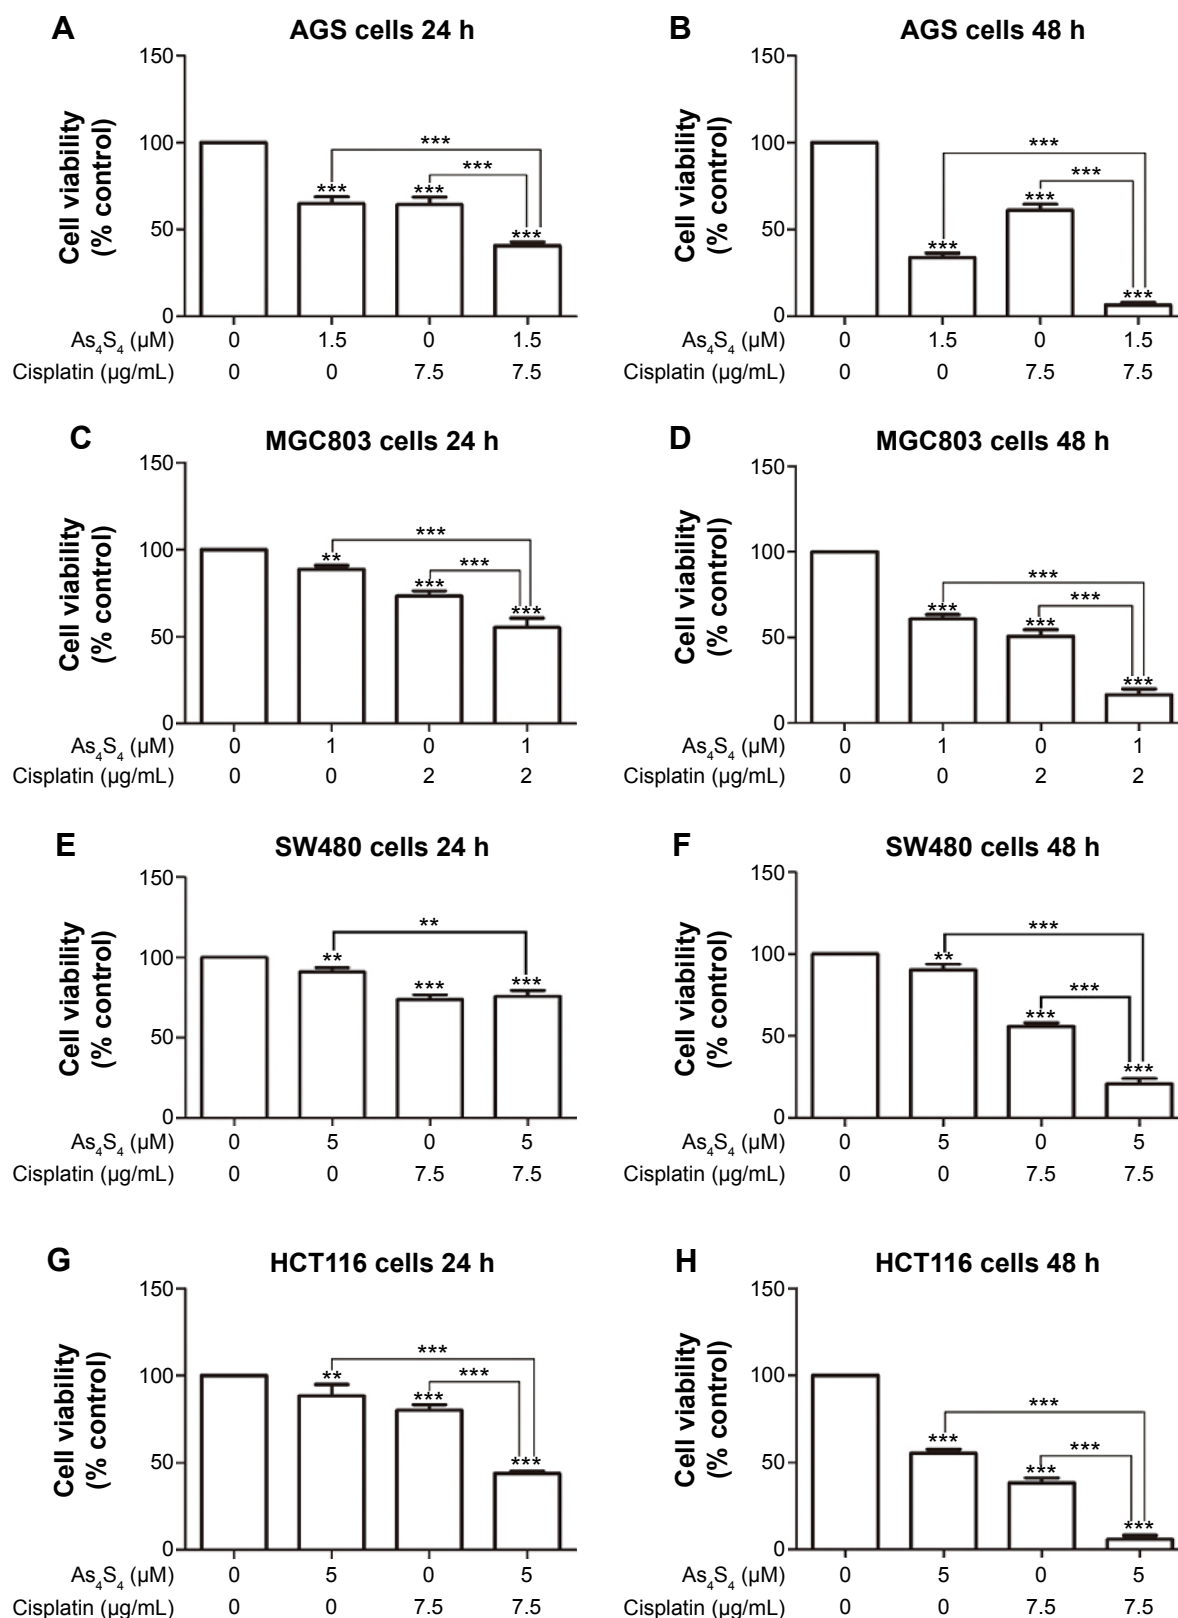 A
AGS cells 24 h
150
100
50
0
Cell viability
(% control)
***
***
***
***
***
As₄S₄ (µM) 0 1.5 0 1.5
Cisplatin (µg/mL) 0 0 7.5 7.5
B
AGS cells 48 h
150
100
50
0
Cell viability
(% control)
***
***
***
***
***
As₄S₄ (µM) 0 1.5 0 1.5
Cisplatin (µg/mL) 0 0 7.5 7.5
C
MGC803 cells 24 h
150
100
50
0
Cell viability
(% control)
***
**
***
***
***
As₄S₄ (µM) 0 1 0 1
Cisplatin (µg/mL) 0 0 2 2
D
MGC803 cells 48 h
150
100
50
0
Cell viability
(% control)
***
***
***
***
***
As₄S₄ (µM) 0 1 0 1
Cisplatin (µg/mL) 0 0 2 2
E
SW480 cells 24 h
150
100
50
0
Cell viability
(% control)
**
**
***
***
As₄S₄ (µM) 0 5 0 5
Cisplatin (µg/mL) 0 0 7.5 7.5
F
SW480 cells 48 h
150
100
50
0
Cell viability
(% control)
***
**
***
***
***
As₄S₄ (µM) 0 5 0 5
Cisplatin (µg/mL) 0 0 7.5 7.5
G
HCT116 cells 24 h
150
100
50
0
Cell viability
(% control)
***
**
***
***
***
As₄S₄ (µM) 0 5 0 5
Cisplatin (µg/mL) 0 0 7.5 7.5
H
HCT116 cells 48 h
150
100
50
0
Cell viability
(% control)
***
***
***
***
***
As₄S₄ (µM) 0 5 0 5
Cisplatin (µg/mL) 0 0 7.5 7.5